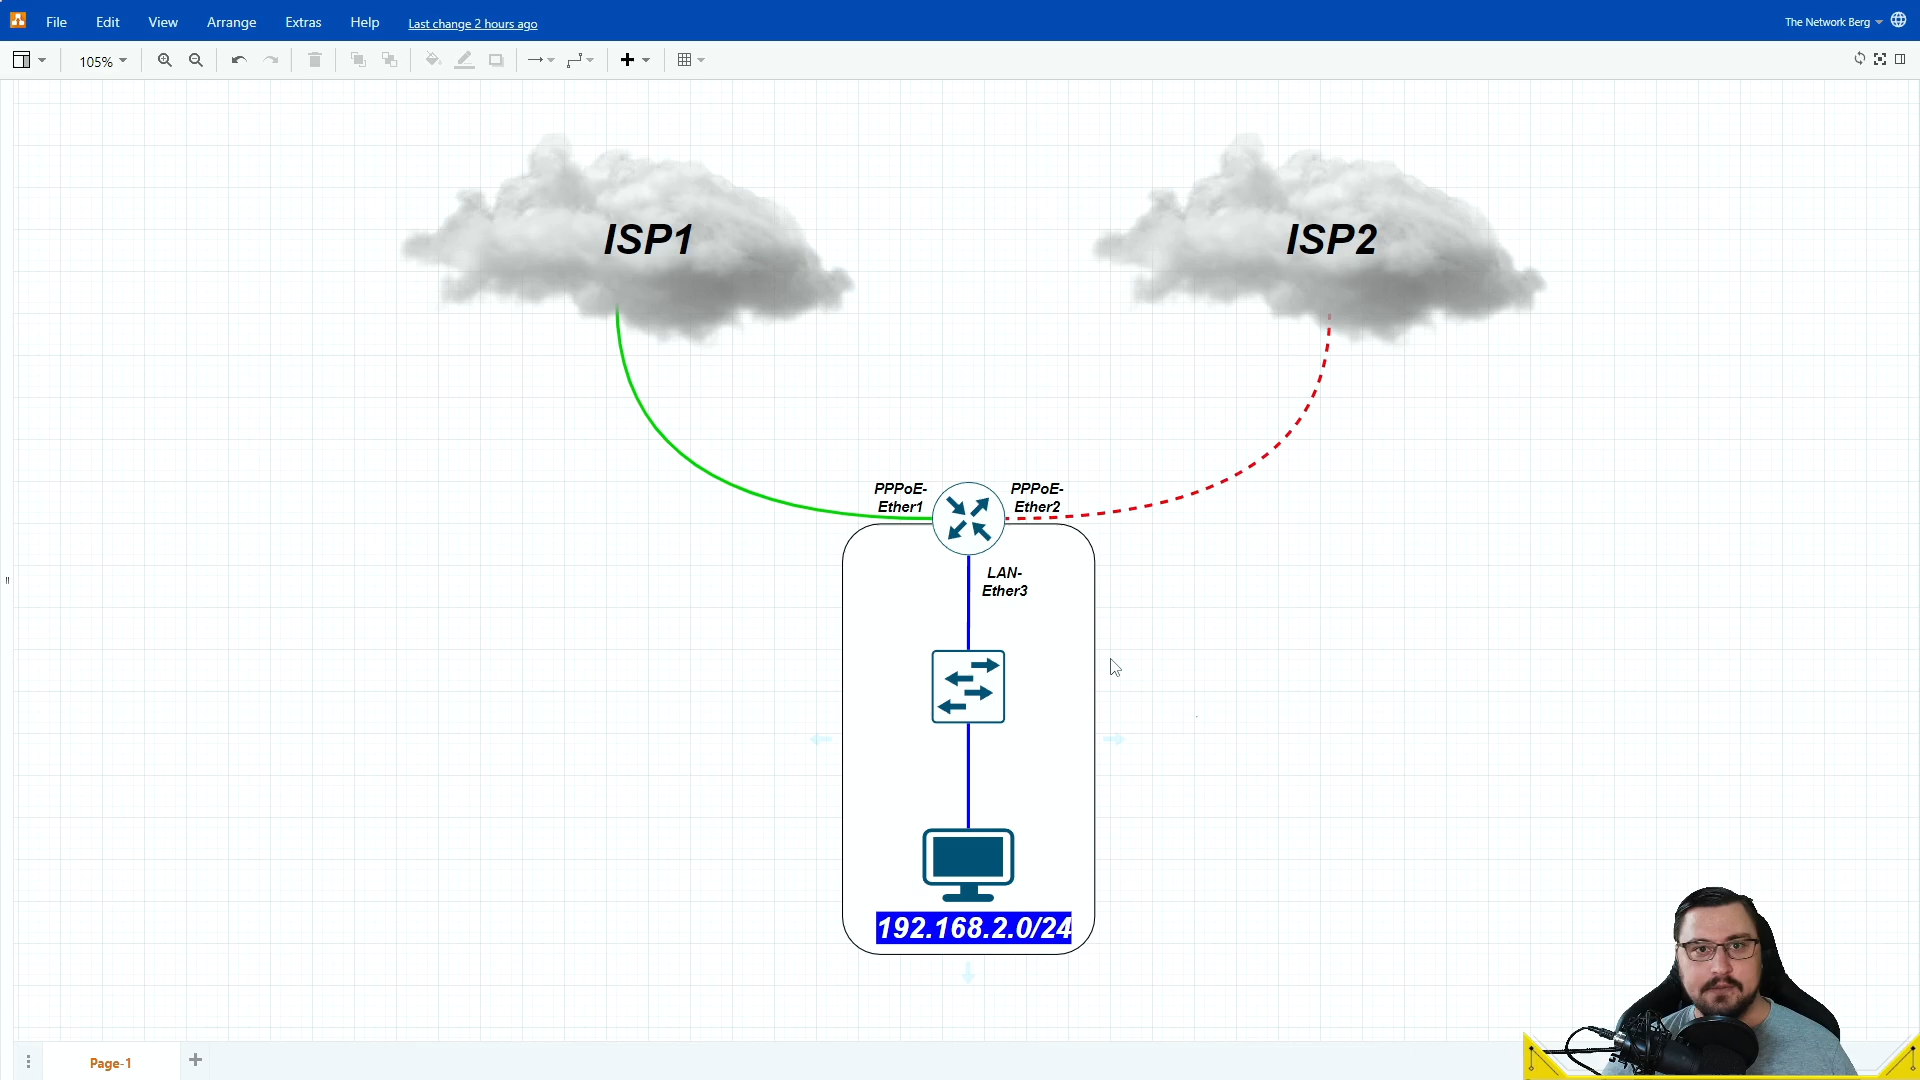 File Edit View Arrange Extras Help Last change 2 hours ago
The Network Berg
105%
ISP1
ISP2
PPPoE-
Ether1
PPPoE-
Ether2
LAN-
Ether3
192.168.2.0/24
Page-1